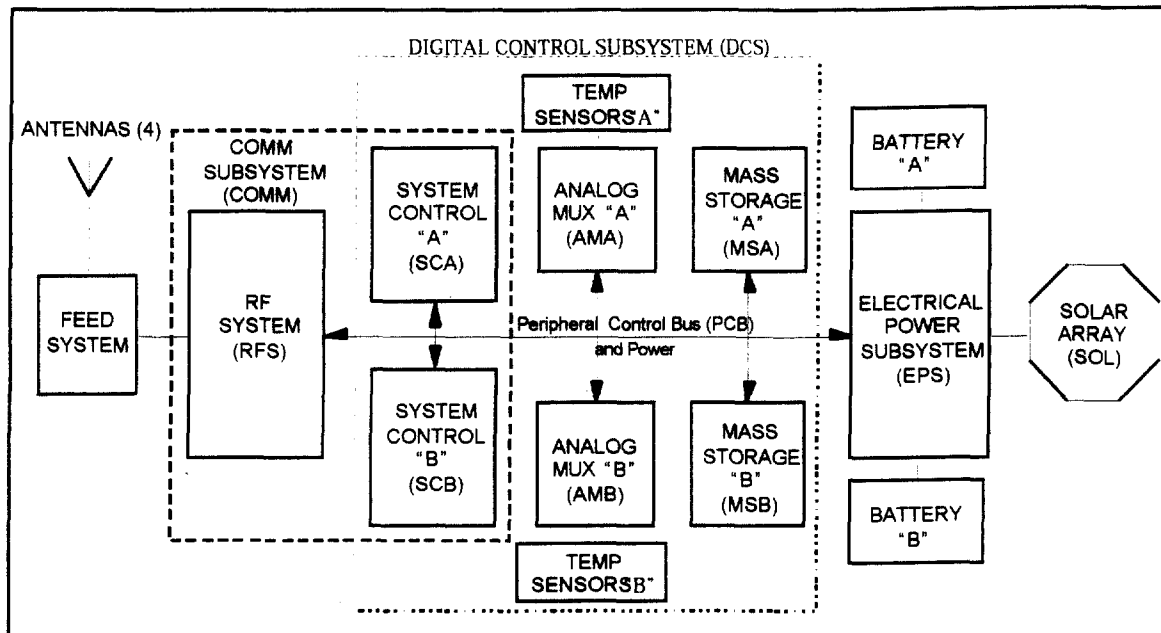 DIGITAL CONTROL SUBSYSTEM (DCS)
ANTENNAS (4)
FEED
SYSTEM
COMM
SUBSYSTEM
(COMM)
RF
SYSTEM
(RFS)
SYSTEM
CONTROL
"A"
(SCA)
SYSTEM
CONTROL
"B"
(SCB)
TEMP
SENSORS"A"
ANALOG
MUX "A"
(AMA)
MASS
STORAGE
"A"
(MSA)
Peripheral Control Bus (PCB)
and Power
ANALOG
MUX "B"
(AMB)
MASS
STORAGE
"B"
(MSB)
TEMP
SENSORS"B"
BATTERY
"A"
ELECTRICAL
POWER
SUBSYSTEM
(EPS)
BATTERY
"B"
SOLAR
ARRAY
(SOL)